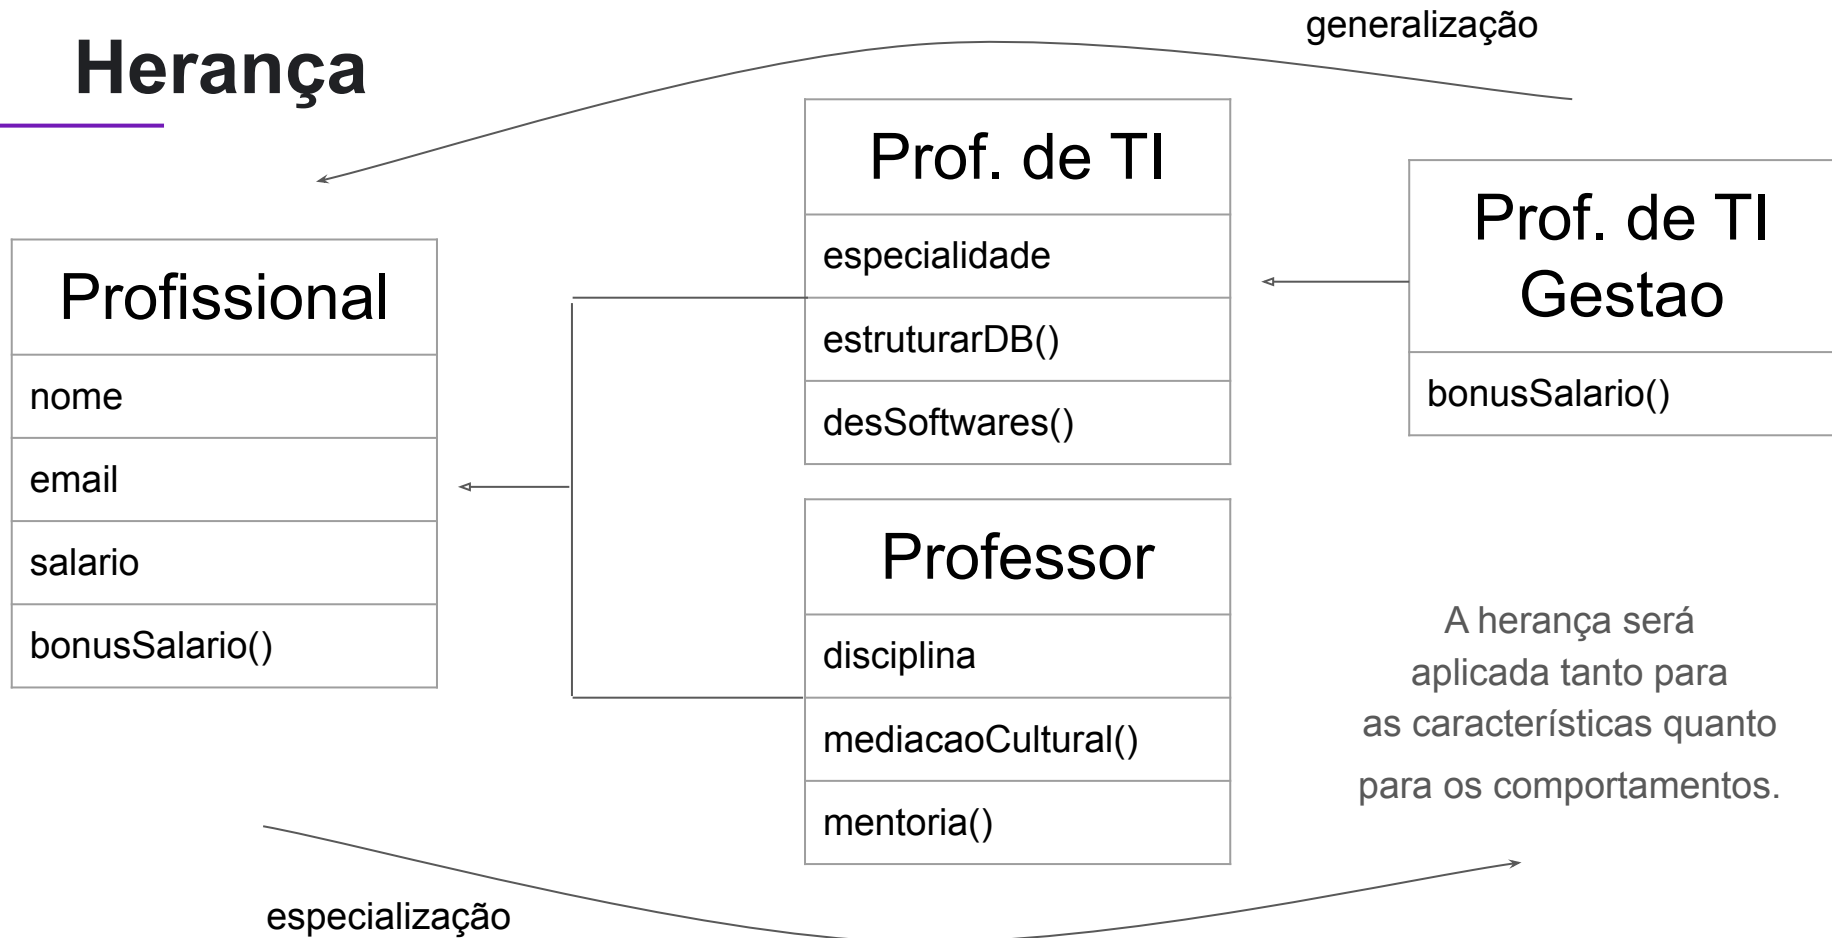 Herança
generalização
Profissional
nome
email
salario
bonusSalario()
Prof. de TI
especialidade
estruturarDB()
desSoftwares()
Professor
disciplina
mediacaoCultural()
mentoria()
Prof. de TI
Gestao
bonusSalario()
A herança será
aplicada tanto para
as características quanto
para os comportamentos.
especialização